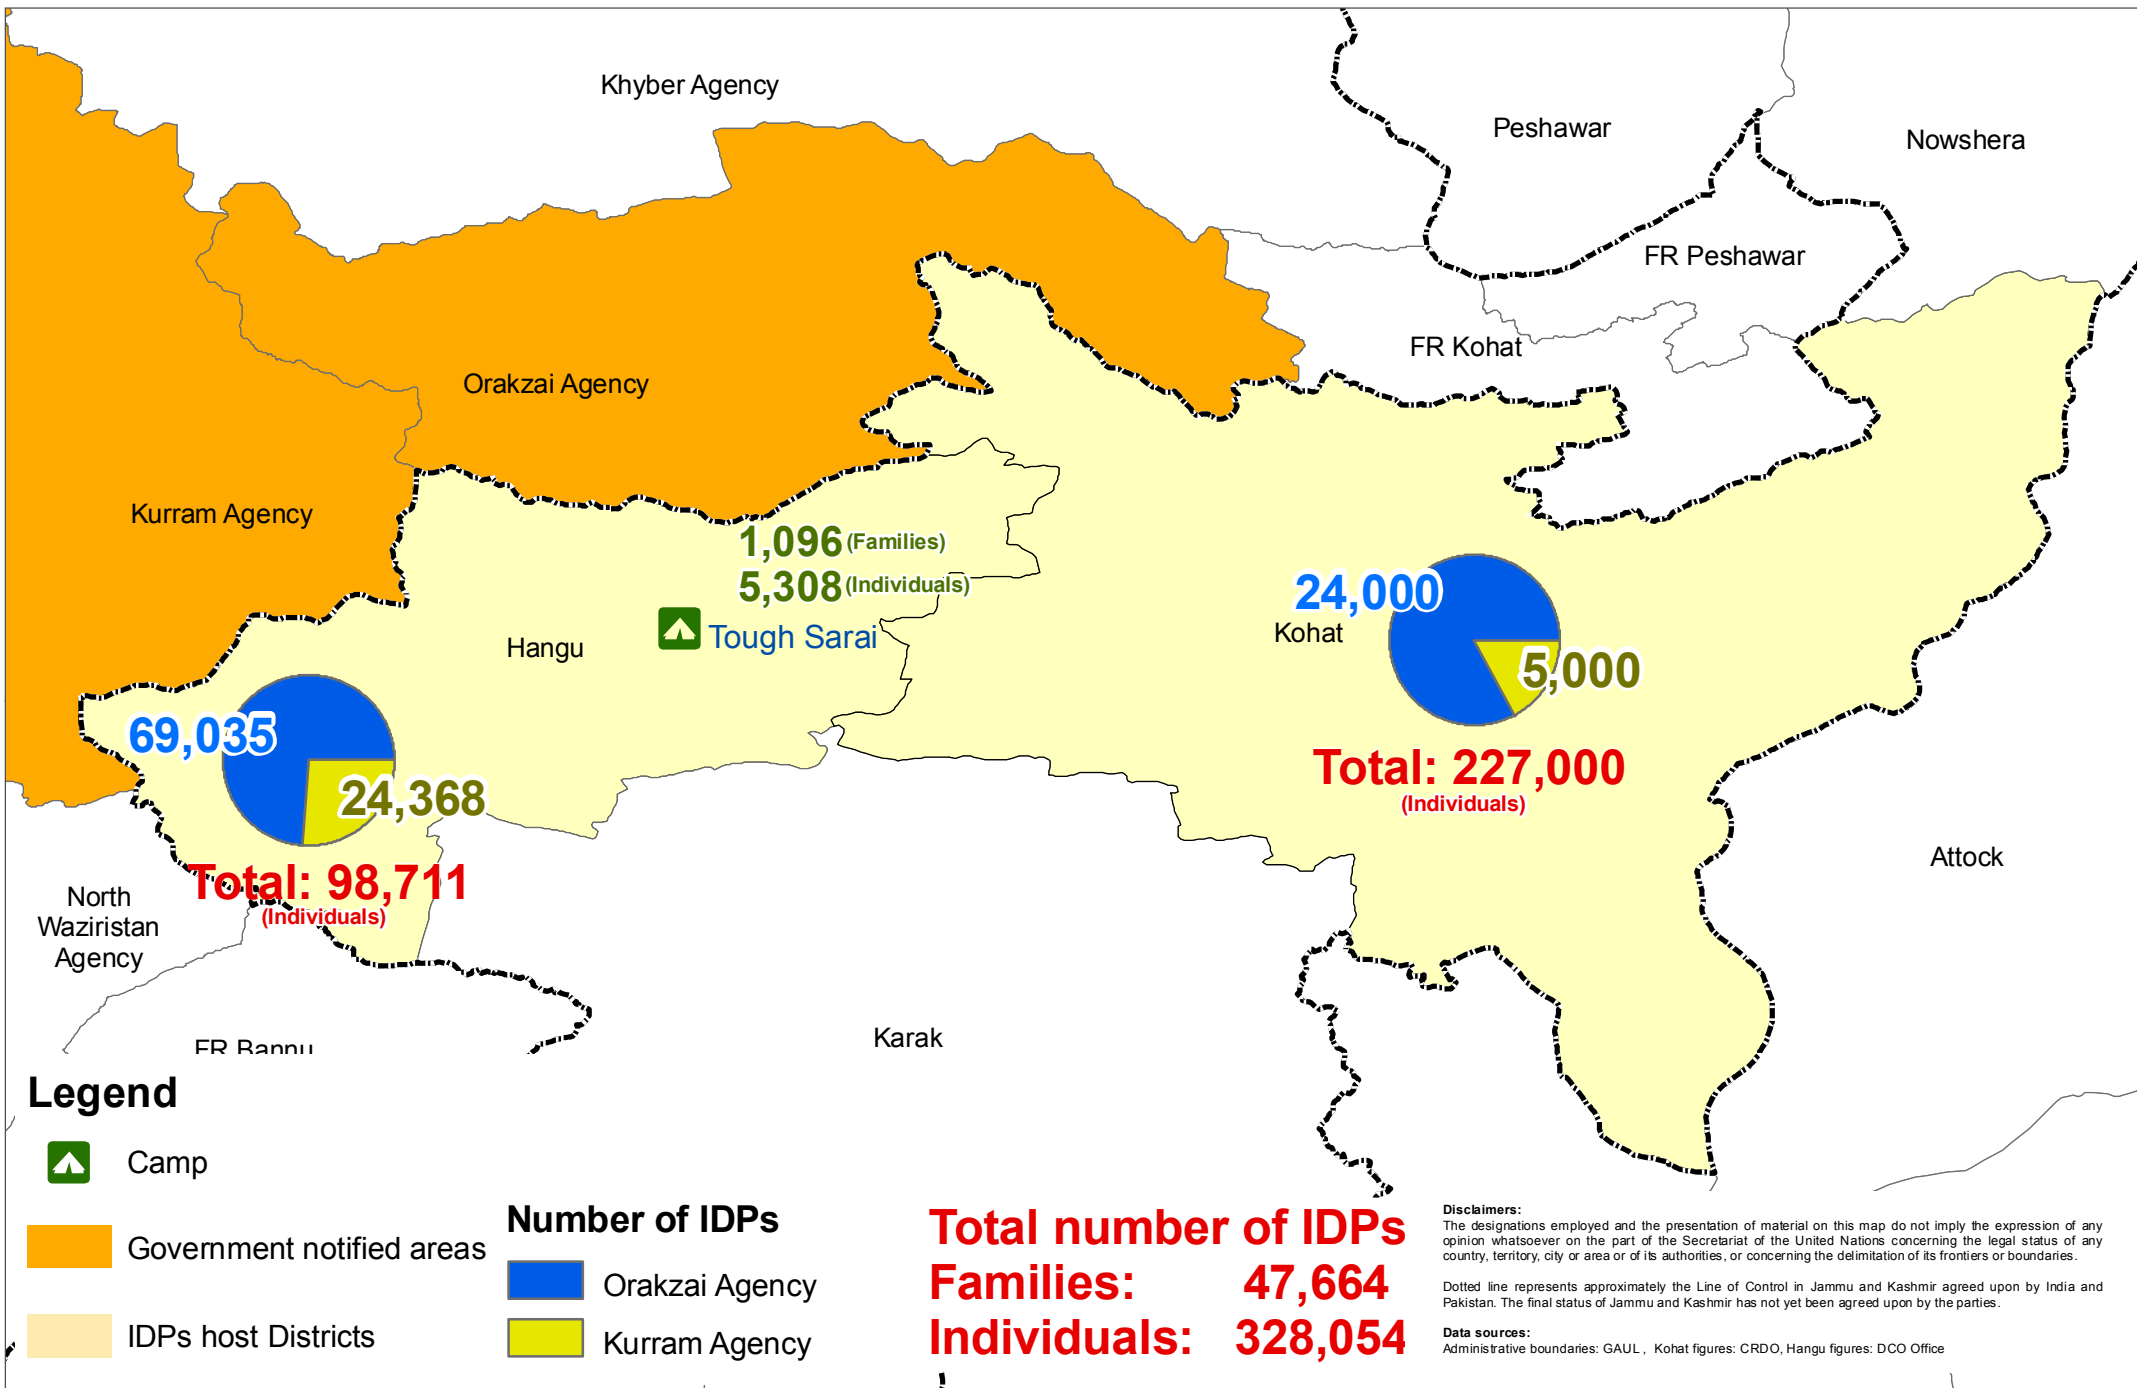 Khyber Agency
Peshawar
Nowshera
FR Peshawar
FR Kohat
Orakzai Agency
Kurram Agency
1,096 (Families)
5,308 (Individuals)
Tough Sarai
Hangu
24,000
Kohat
5,000
Total: 227,000
(Individuals)
69,035
24,368
Total: 98,711
(Individuals)
Attock
North
Waziristan
Agency
Karak
FR Bannu
Legend
Camp
Government notified areas
IDPs host Districts
Number of IDPs
Orakzai Agency
Kurram Agency
Total number of IDPs
Families: 47,664
Individuals: 328,054
Disclaimers:
The designations employed and the presentation of material on this map do not imply the expression of any
opinion whatsoever on the part of the Secretariat of the United Nations concerning the legal status of any
country, territory, city or area or of its authorities, or concerning the delimitation of its frontiers or boundaries.
Dotted line represents approximately the Line of Control in Jammu and Kashmir agreed upon by India and
Pakistan. The final status of Jammu and Kashmir has not yet been agreed upon by the parties.
Data sources:
Administrative boundaries: GAUL , Kohat figures: CRDO, Hangu figures: DCO Office